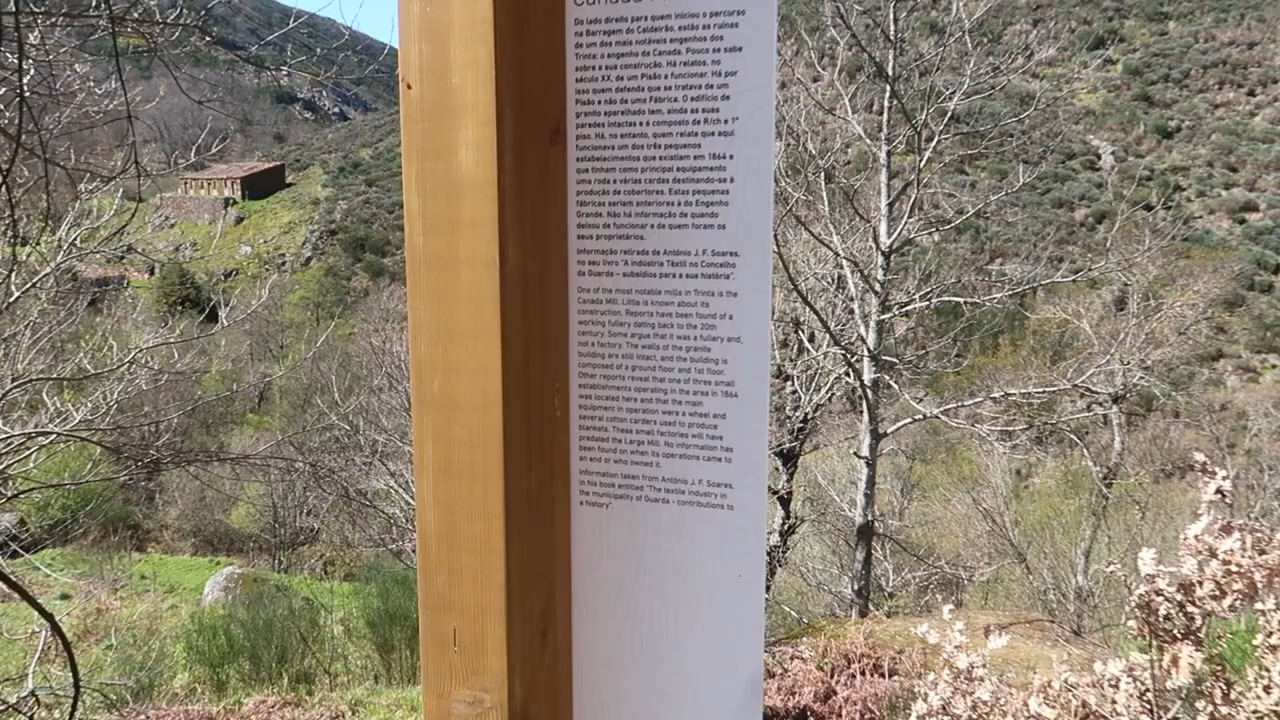 Canada
Do lado direito para quem iniciou o percurso
na Barragem do Caldeirão, estão as ruínas
de um dos mais notáveis engenhos dos
Trinta: o engenho da Canada. Pouco se sabe
sobre a sua construção. Há relatos, no
século XX, de um Pisão a funcionar. Há por
isso quem defenda que se tratava de um
Pisão e não de uma Fábrica. O edifício de
granito aparelhado tem, ainda as suas
paredes intactas e é composto de R/ch e 1º
piso. Há, no entanto, quem relate que aqui
funcionava um dos três pequenos
estabelecimentos que existiam em 1864 e
que tinham como principal equipamento
uma roda e várias cardas destinando-se à
produção de cobertores. Estas pequenas
fábricas seriam anteriores à do Engenho
Grande. Não há informação de quando
deixou de funcionar e de quem foram os
seus proprietários.
Informação retirada de António J. F. Soares,
no seu livro "A indústria Têxtil no Concelho
da Guarda – subsídios para a sua história".
One of the most notable mills in Trinta is the
Canada Mill. Little is known about its
construction. Reports have been found of a
working fullery dating back to the 20th
century. Some argue that it was a fullery and,
not a factory. The walls of the granite
building are still intact, and the building is
composed of a ground floor and 1st floor.
Other reports reveal that one of three small
establishments operating in the area in 1864
was located here and that the main
equipment in operation were a wheel and
several cotton carders used to produce
blankets. These small factories will have
predated the Large Mill. No information has
been found on when its operations came to
an end or who owned it.
Information taken from António J. F. Soares,
in his book entitled "The textile industry in
the municipality of Guarda - contributions to
a history".